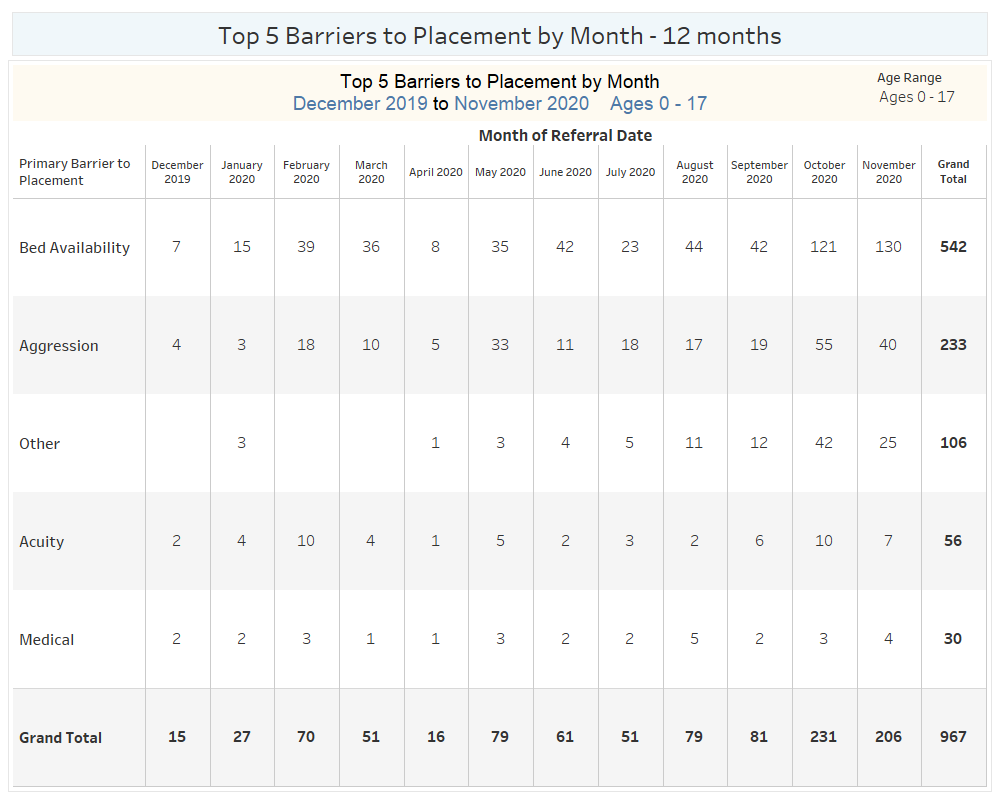 Top 5 Barriers to Placement by Month - 12 months
Top 5 Barriers to Placement by Month
December 2019 to November 2020 Ages 0 - 17
Age Range
Ages 0 - 17
Month of Referral Date
Primary Barrier to Placement December 2019 January 2020 February 2020 March 2020 April 2020 May 2020 June 2020 July 2020 August 2020 September 2020 October 2020 November 2020 Grand Total
Bed Availability 7 15 39 36 8 35 42 23 44 42 121 130 542
Aggression 4 3 18 10 5 33 11 18 17 19 55 40 233
Other 3 1 3 4 5 11 12 42 25 106
Acuity 2 4 10 4 1 5 2 3 2 6 10 7 56
Medical 2 2 3 1 1 3 2 2 5 2 3 4 30
Grand Total 15 27 70 51 16 79 61 51 79 81 231 206 967